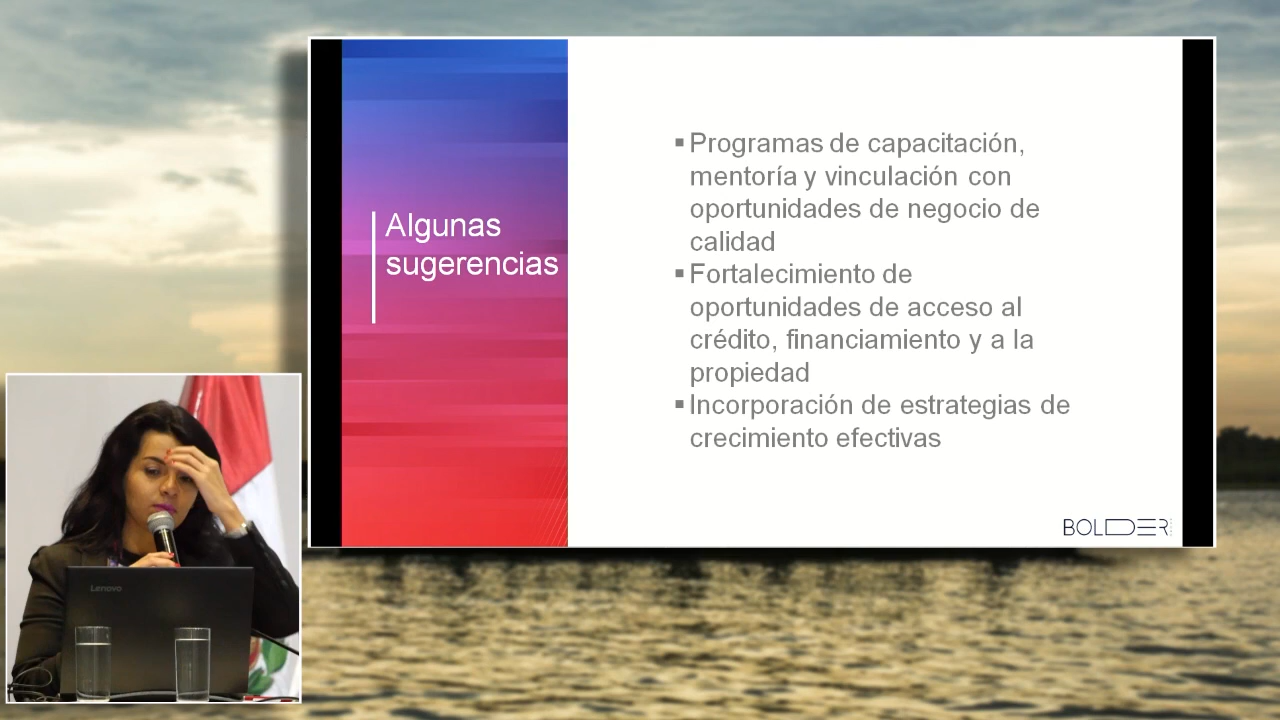 Algunas
sugerencias
▪Programas de capacitación,
mentoría y vinculación con
oportunidades de negocio de
calidad
▪Fortalecimiento de
oportunidades de acceso al
crédito, financiamiento y a la
propiedad
▪Incorporación de estrategias de
crecimiento efectivas
BOLDER
Lenovo